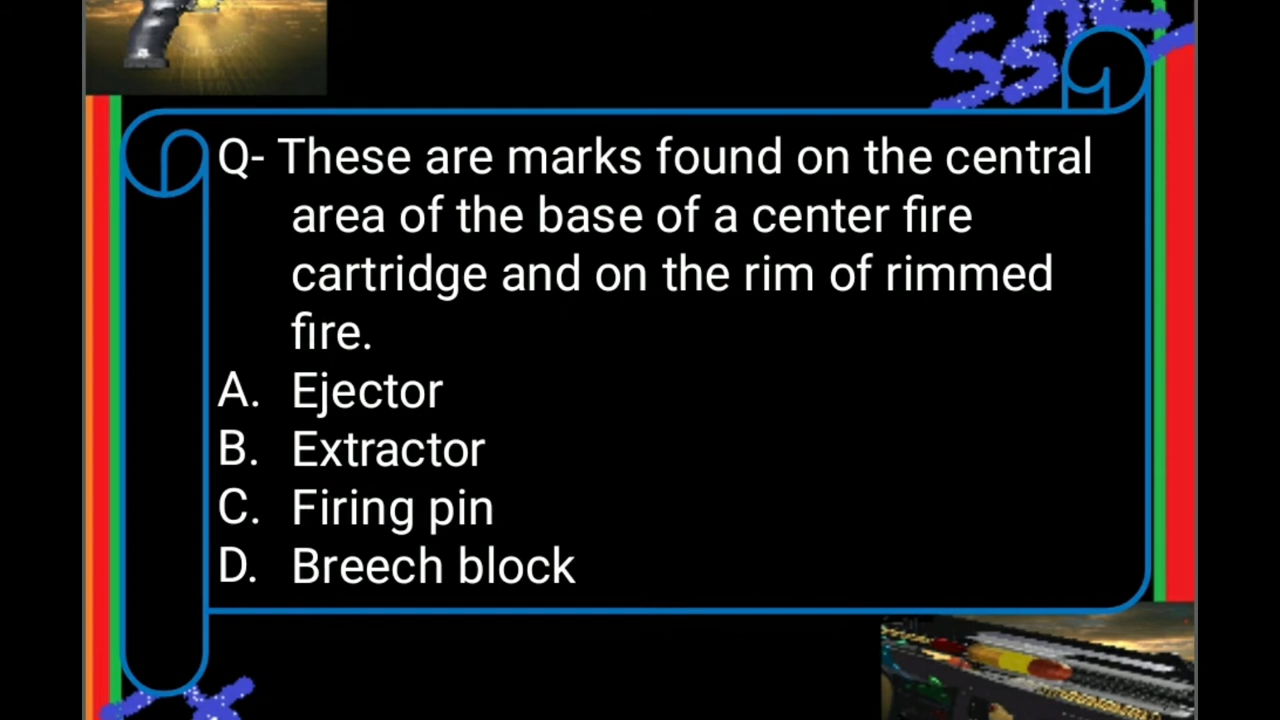 Q- These are marks found on the central
area of the base of a center fire
cartridge and on the rim of rimmed
fire.
A. Ejector
B. Extractor
C. Firing pin
D. Breech block